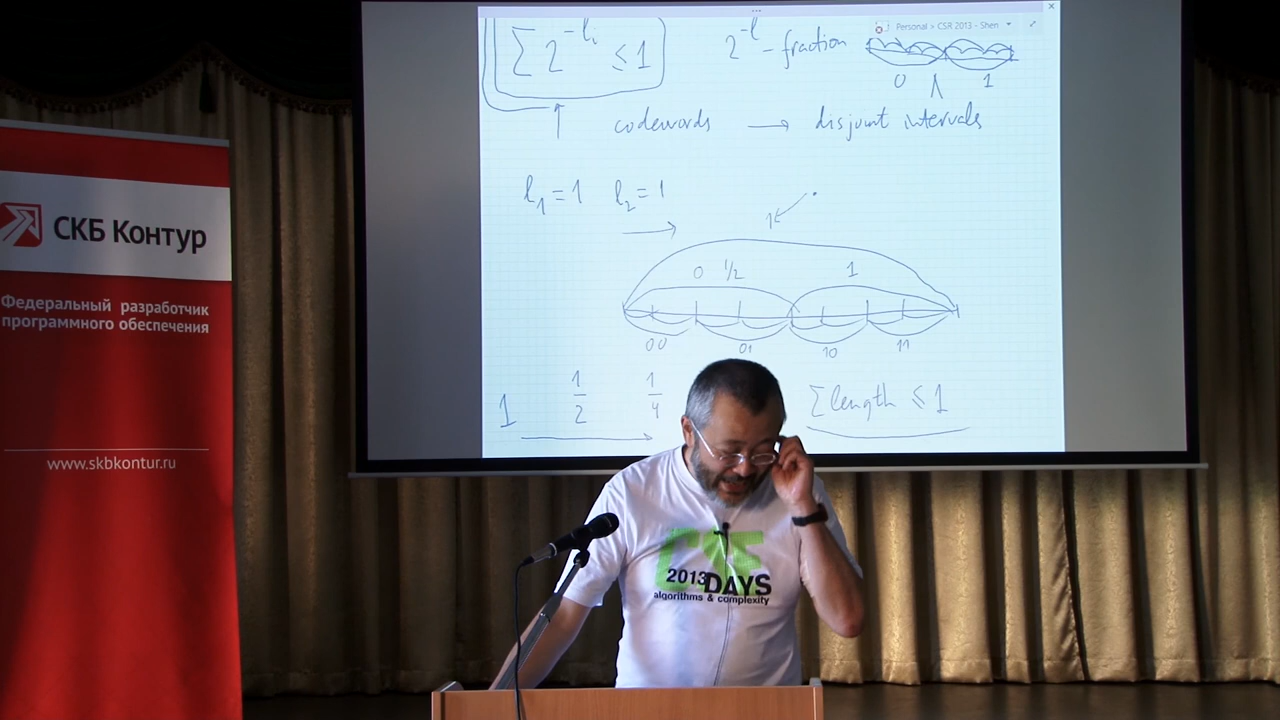 ∑ 2^{-l_i} ≤ 1
2^{-l} - fraction
Personal > CSR 2013 - Shen
0 1
codewords → disjoint intervals
l_1 = 1 l_2 = 1
1
0 1/2 1
00 01 10 11
1 1/2 1/4
∑ length ≤ 1
СКБ Контур
Федеральный разработчик
программного обеспечения
www.skbkontur.ru
2013 DAYS
algorithms & complexity